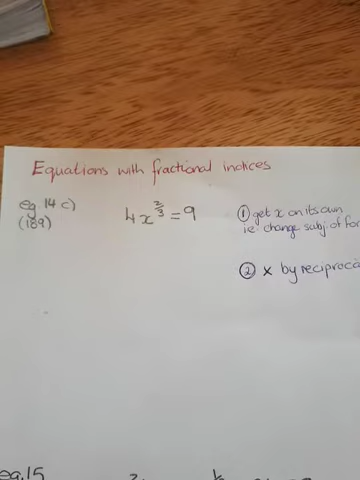 Equations with fractional indices
eg. 14 c)
(189)
4x^(2/3) = 9
① get x on its own
ie change subj. of for
② × by reciproca
eg.15